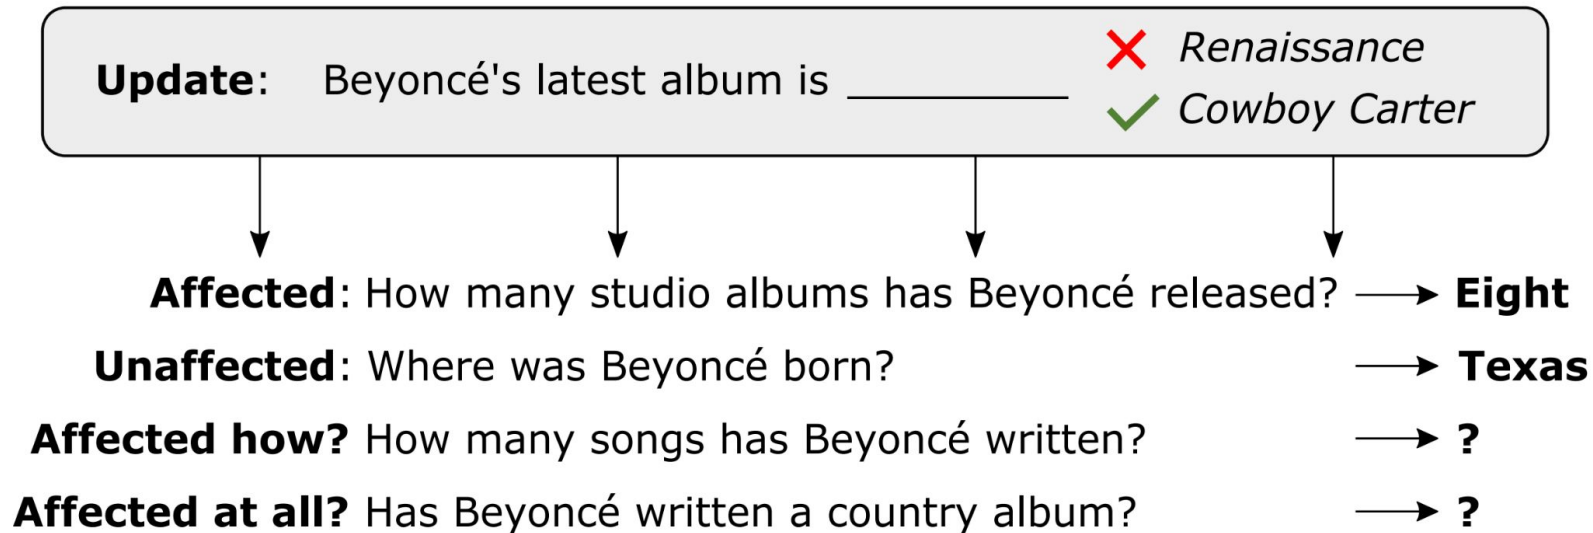 Renaissance
Update: Beyoncé's latest album is __________
Cowboy Carter
Affected: How many studio albums has Beyoncé released? Eight
Unaffected: Where was Beyoncé born? Texas
Affected how? How many songs has Beyoncé written? ?
Affected at all? Has Beyoncé written a country album? ?